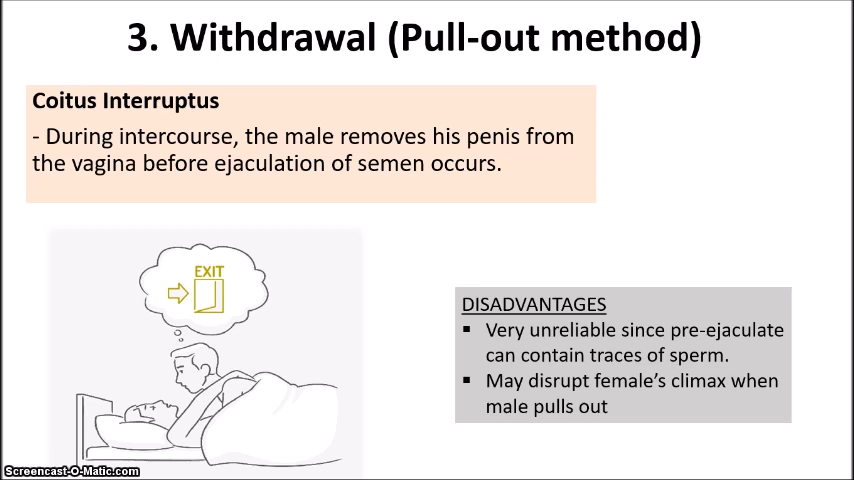 3. Withdrawal (Pull-out method)
Coitus Interruptus
- During intercourse, the male removes his penis from
the vagina before ejaculation of semen occurs.
EXIT
DISADVANTAGES
▪ Very unreliable since pre-ejaculate
can contain traces of sperm.
▪ May disrupt female's climax when
male pulls out
Screencast-O-Matic.com